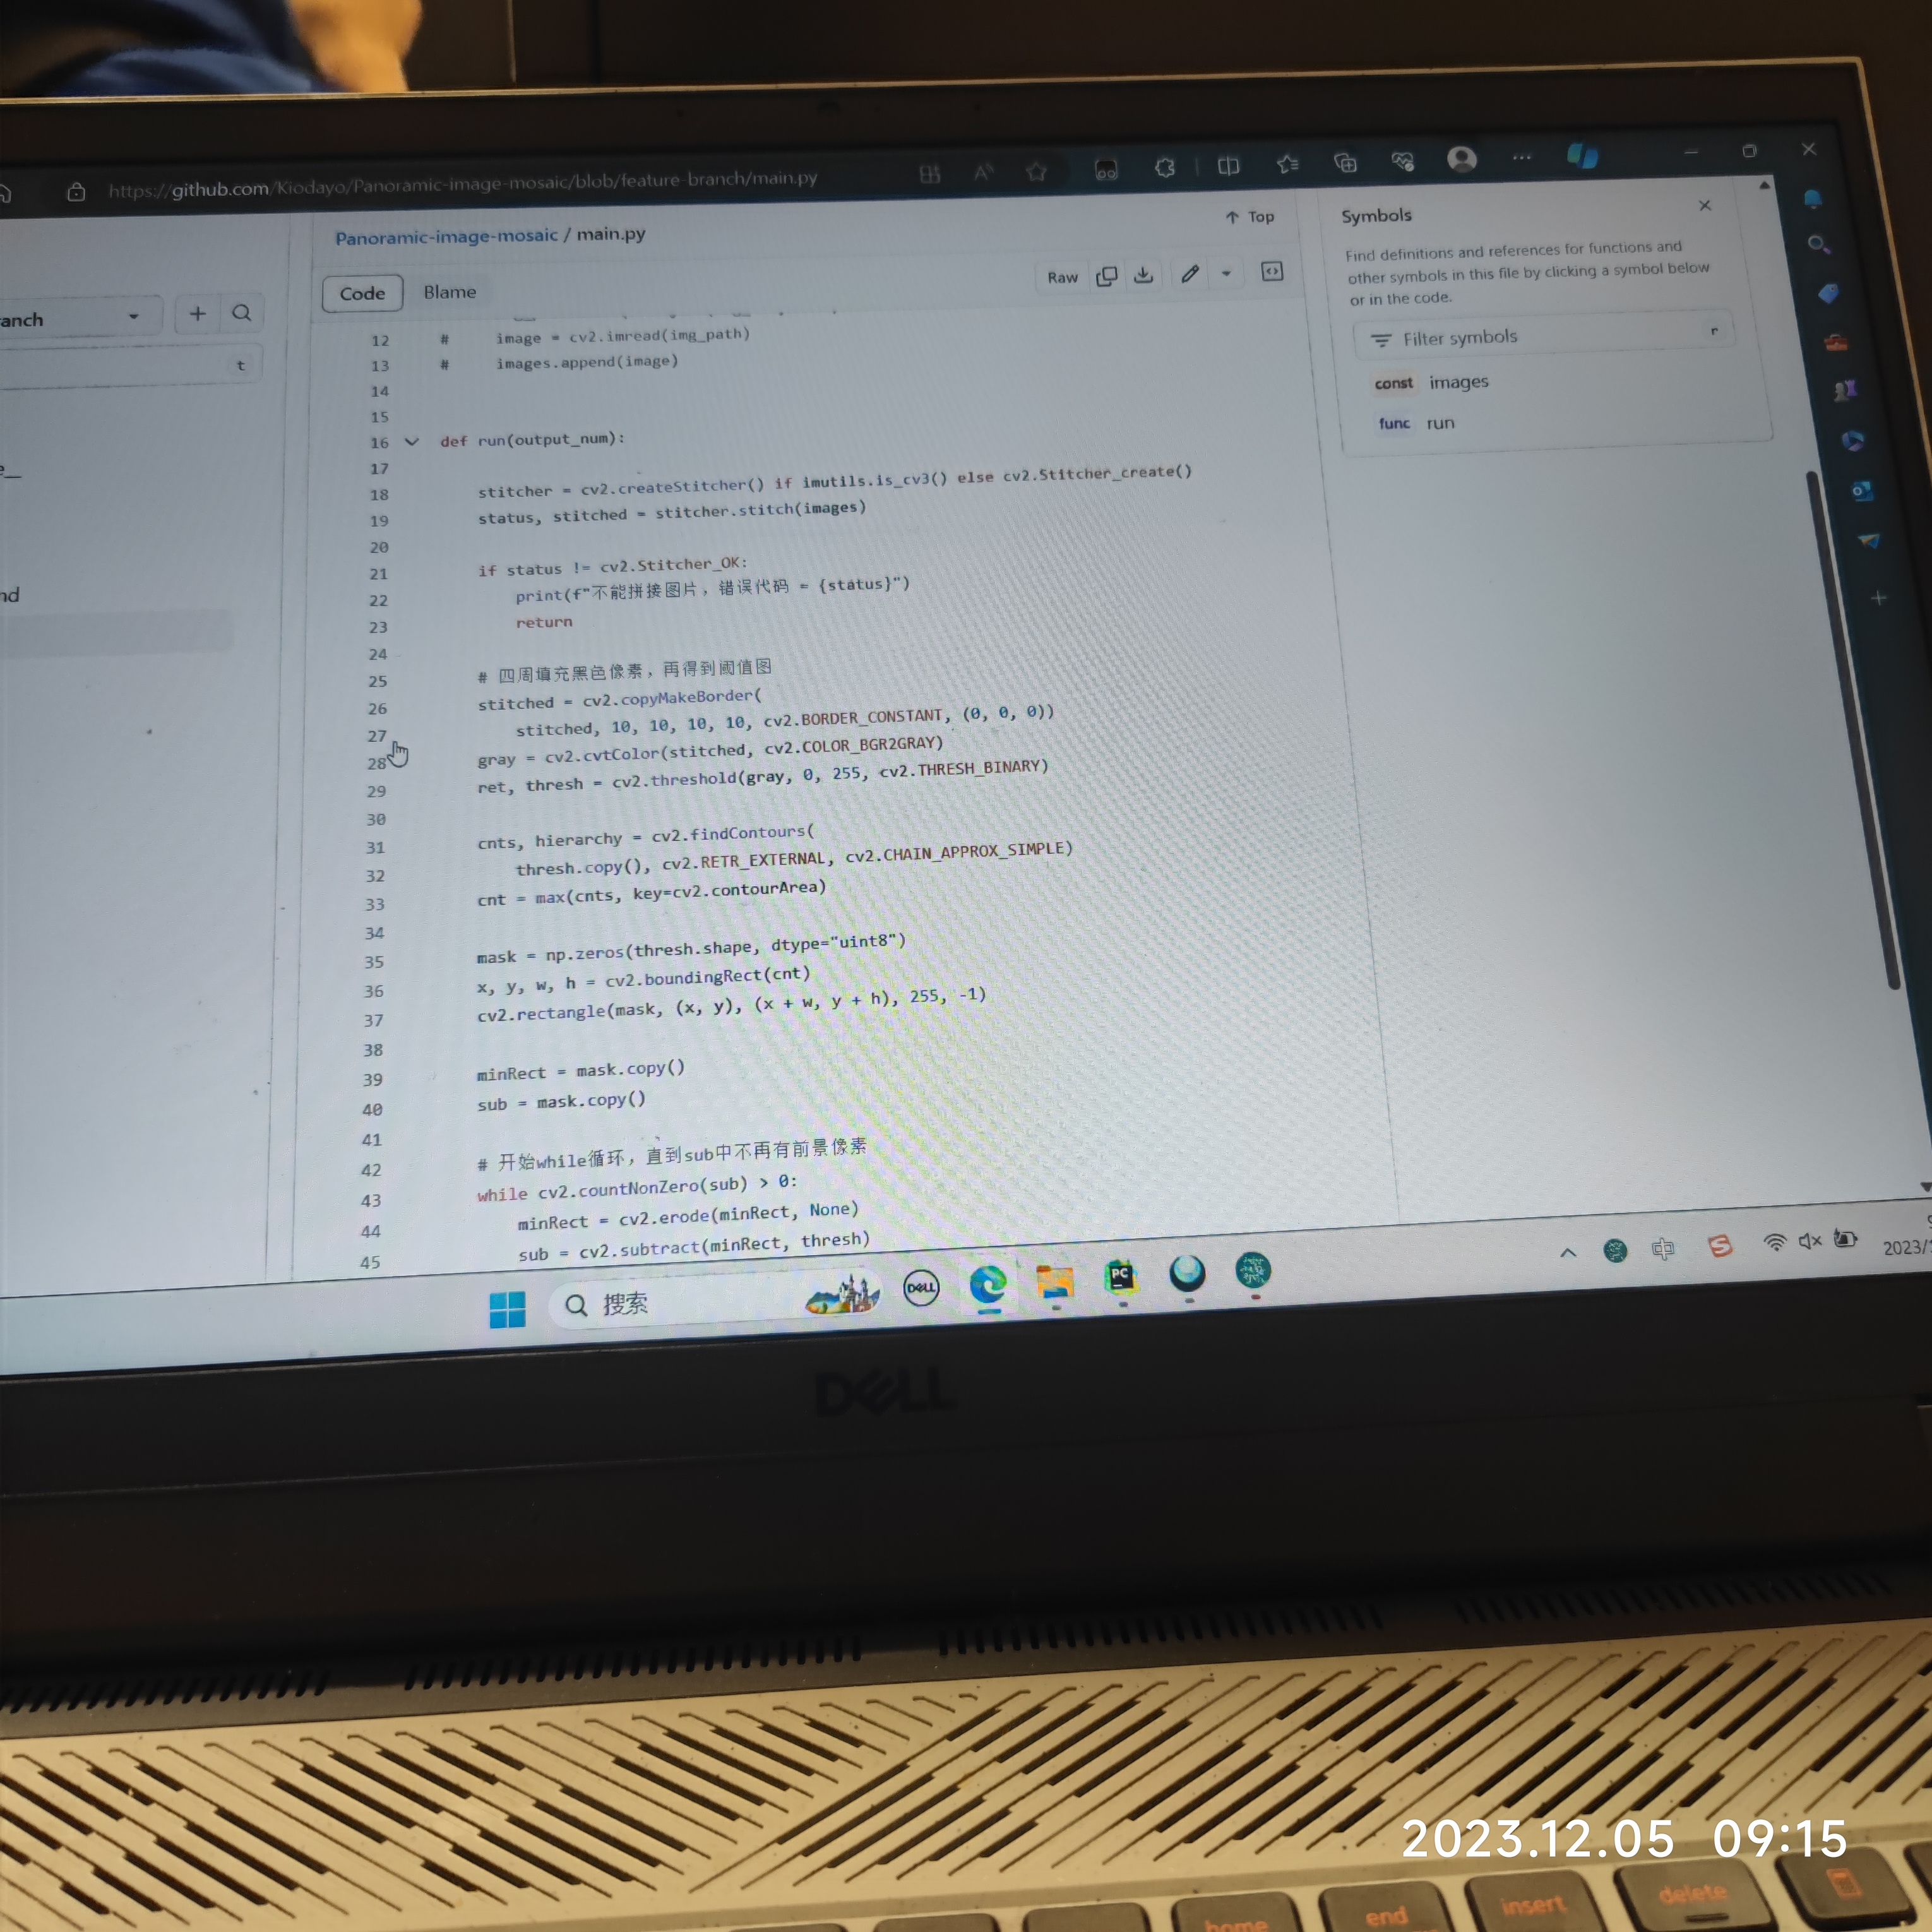 https://github.com/Kiodayo/Panoramic-image-mosaic/blob/feature-branch/main.py
Panoramic-image-mosaic / main.py
Top
Code
Blame
Raw
anch
t
nd
12 # image = cv2.imread(img_path)
13 # images.append(image)
14
15
16 def run(output_num):
17
18 stitcher = cv2.createStitcher() if imutils.is_cv3() else cv2.Stitcher_create()
19 status, stitched = stitcher.stitch(images)
20
21 if status != cv2.Stitcher_OK:
22 print(f"不能拼接图片，错误代码 = {status}")
23 return
24
25 # 四周填充黑色像素，再得到阈值图
26 stitched = cv2.copyMakeBorder(
27 stitched, 10, 10, 10, 10, cv2.BORDER_CONSTANT, (0, 0, 0))
28 gray = cv2.cvtColor(stitched, cv2.COLOR_BGR2GRAY)
29 ret, thresh = cv2.threshold(gray, 0, 255, cv2.THRESH_BINARY)
30
31 cnts, hierarchy = cv2.findContours(
32 thresh.copy(), cv2.RETR_EXTERNAL, cv2.CHAIN_APPROX_SIMPLE)
33 cnt = max(cnts, key=cv2.contourArea)
34
35 mask = np.zeros(thresh.shape, dtype="uint8")
36 x, y, w, h = cv2.boundingRect(cnt)
37 cv2.rectangle(mask, (x, y), (x + w, y + h), 255, -1)
38
39 minRect = mask.copy()
40 sub = mask.copy()
41
42 # 开始while循环，直到sub中不再有前景像素
43 while cv2.countNonZero(sub) > 0:
44 minRect = cv2.erode(minRect, None)
45 sub = cv2.subtract(minRect, thresh)
Symbols
Find definitions and references for functions and
other symbols in this file by clicking a symbol below
or in the code.
Filter symbols
r
const images
func run
搜索
DELL
PC
中
2023/
DELL
2023.12.05 09:15
home
end
insert
delete